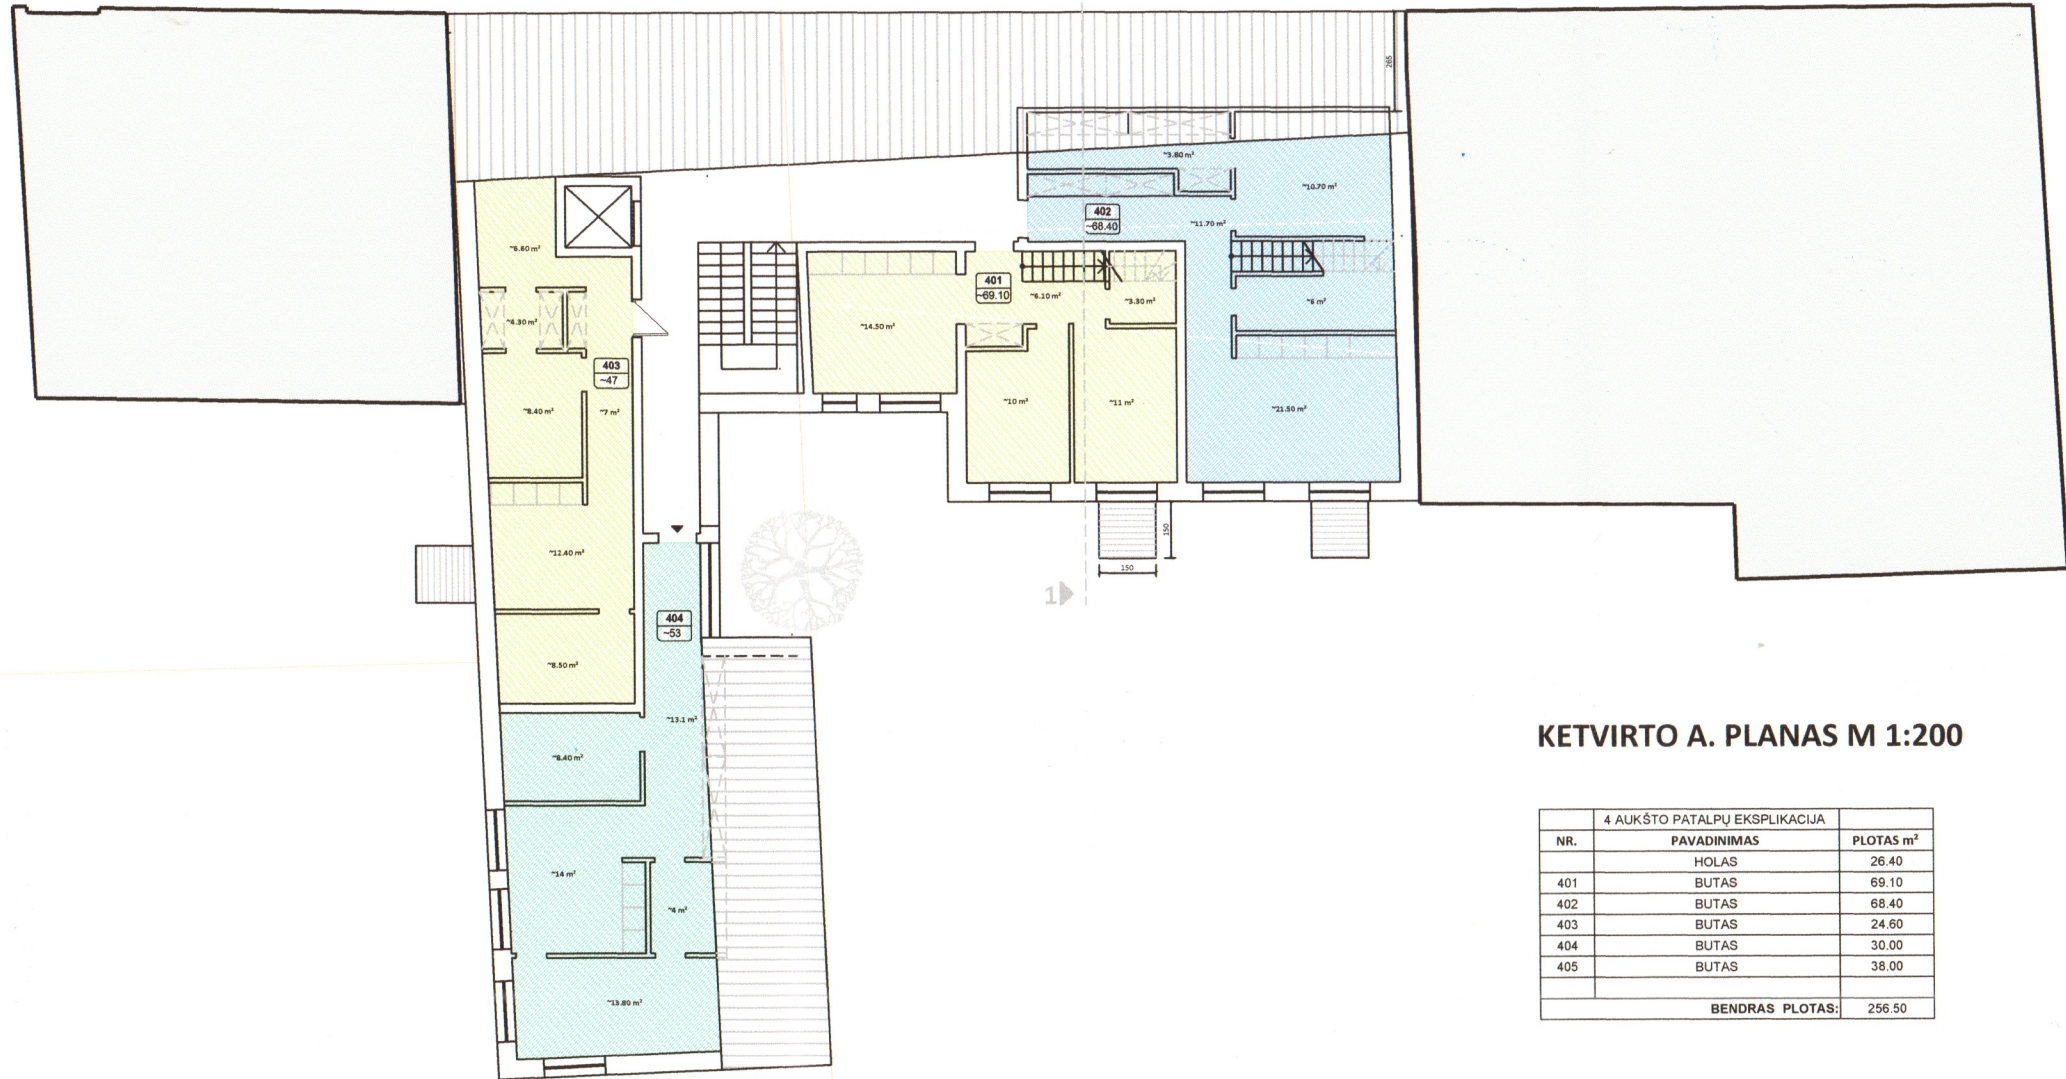 265
~3.80 m²
~10.70 m²
402
~68.40
~11.70 m²
~6.60 m²
401
~69.10
~6.10 m²
~3.30 m²
~6 m²
~4.30 m²
~14.50 m²
403
~47
~8.40 m²
~7 m²
~10 m²
~11 m²
~21.50 m²
150
150
~12.40 m²
1
404
~53
~8.50 m²
~13.1 m²
~8.40 m²
~14 m²
~4 m²
~13.80 m²
KETVIRTO A. PLANAS M 1:200
4 AUKŠTO PATALPŲ EKSPLIKACIJA
NR. PAVADINIMAS PLOTAS m²
HOLAS 26.40
401 BUTAS 69.10
402 BUTAS 68.40
403 BUTAS 24.60
404 BUTAS 30.00
405 BUTAS 38.00
BENDRAS PLOTAS: 256.50